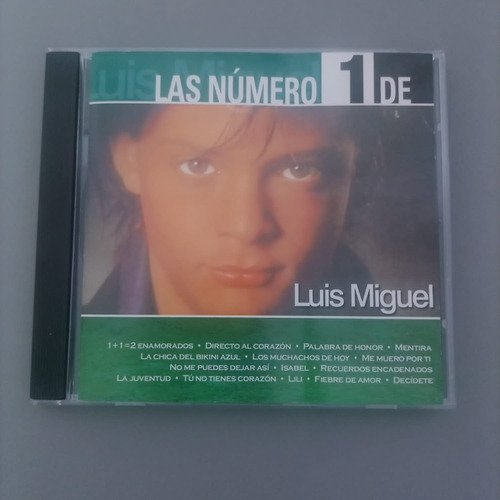 Luis Miguel
LAS NÚMERO 1 DE
Luis Miguel
1+1=2 ENAMORADOS • DIRECTO AL CORAZÓN • PALABRA DE HONOR • MENTIRA
LA CHICA DEL BIKINI AZUL • LOS MUCHACHOS DE HOY • ME MUERO POR TI
NO ME PUEDES DEJAR ASÍ • ISABEL • RECUERDOS ENCADENADOS
LA JUVENTUD • TÚ NO TIENES CORAZÓN • LILI • FIEBRE DE AMOR • DECÍDETE